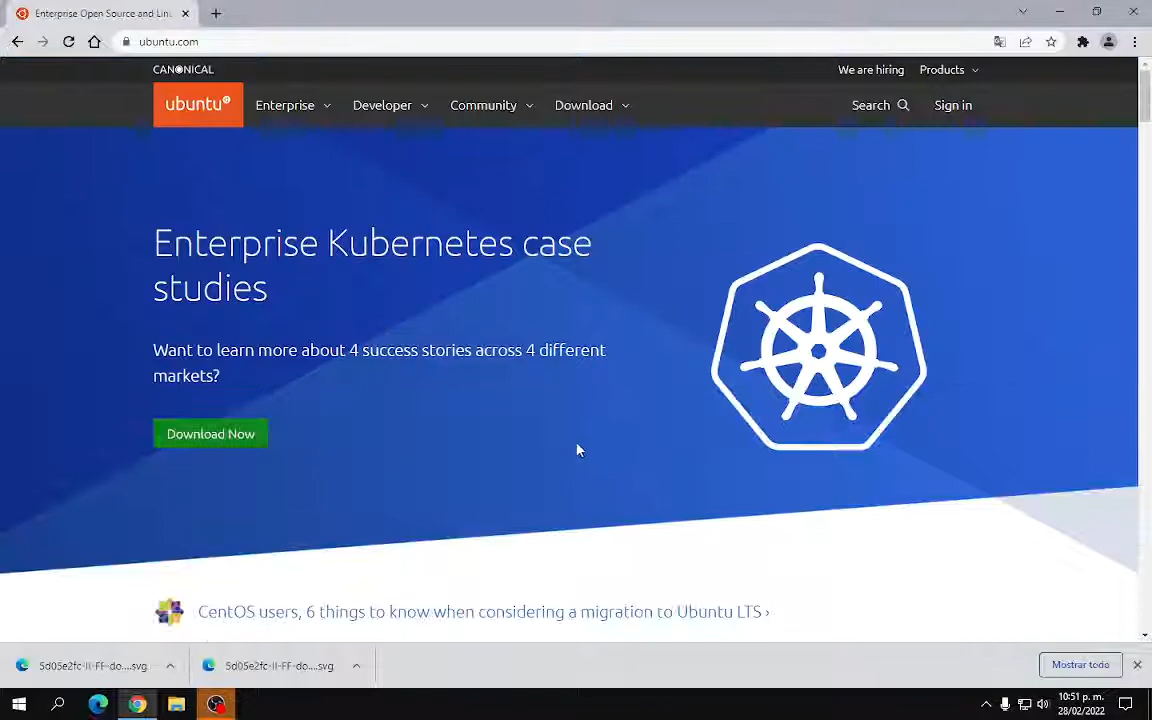 Enterprise Open Source and Linu
ubuntu.com
CANONICAL
We are hiring
Products
ubuntu
Enterprise
Developer
Community
Download
Search
Sign in
Enterprise Kubernetes case
studies
Want to learn more about 4 success stories across 4 different
markets?
Download Now
CentOS users, 6 things to know when considering a migration to Ubuntu LTS ›
5d05e2fc-II-FF-do....svg
5d05e2fc-II-FF-do....svg
Mostrar todo
10:51 p. m.
28/02/2022